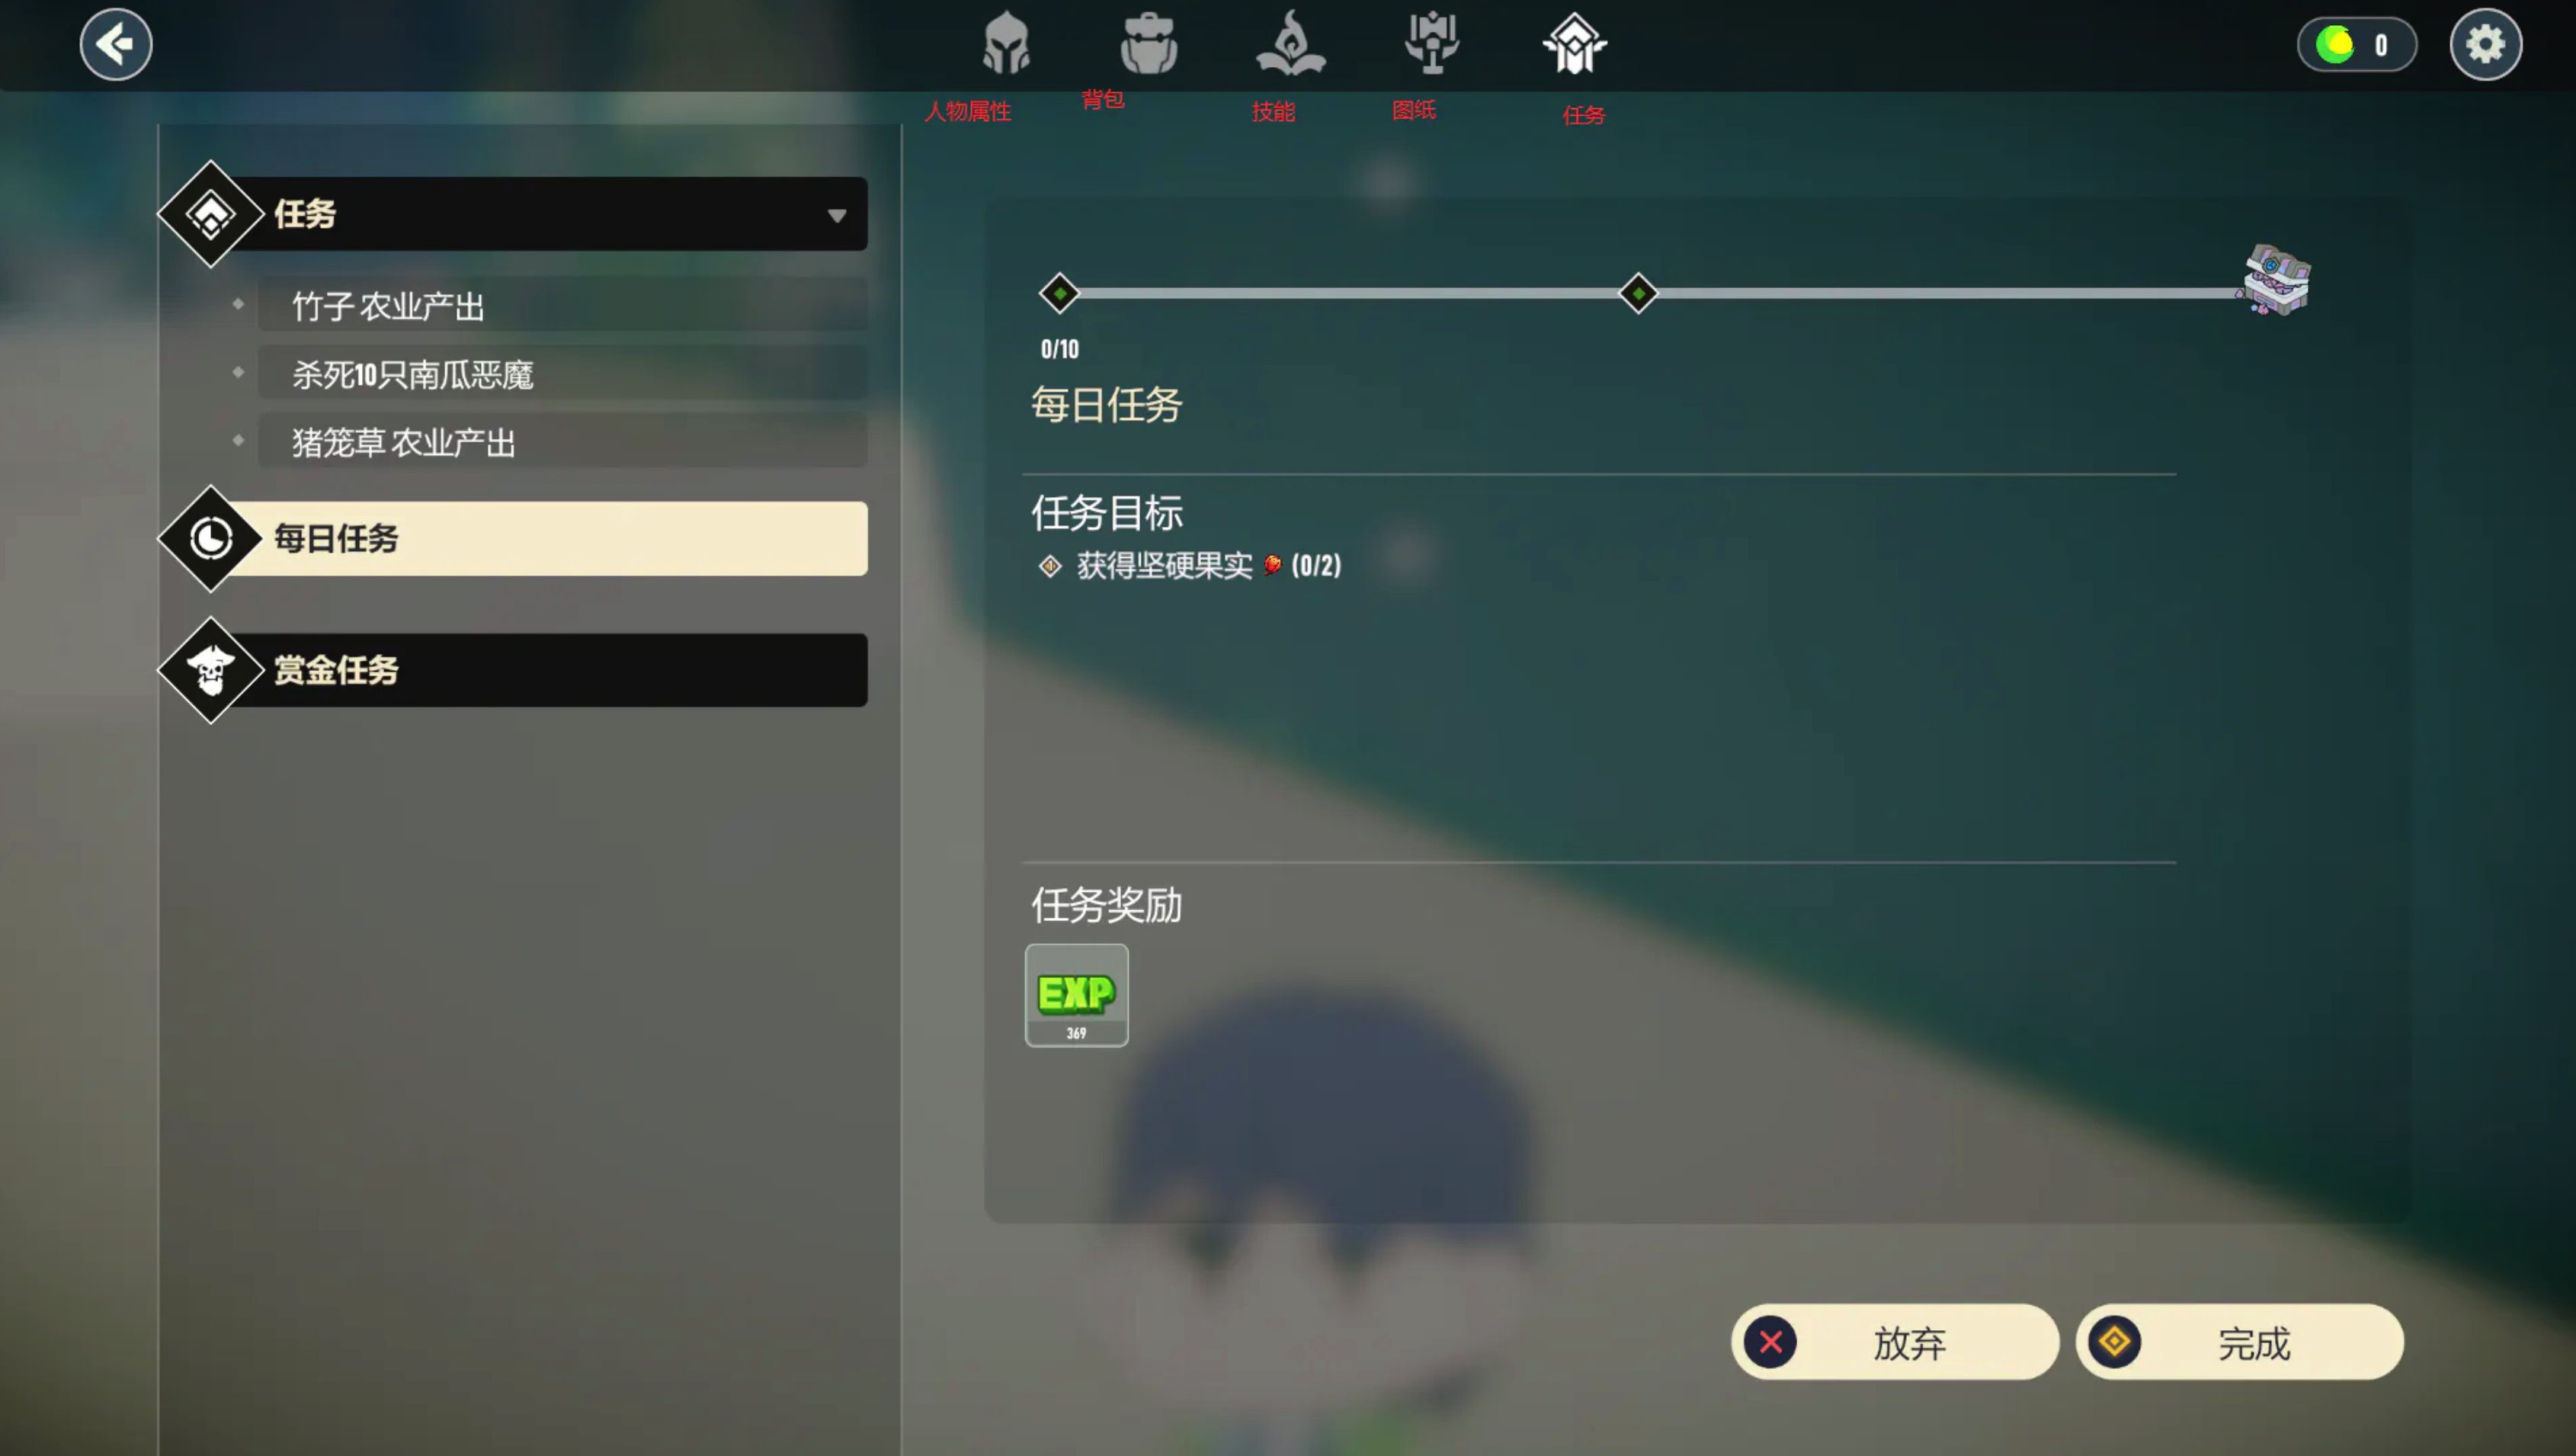 0
人物属性
背包
技能
图纸
任务
任务
竹子 农业产出
杀死10只南瓜恶魔
猪笼草 农业产出
每日任务
赏金任务
0/10
每日任务
任务目标
获得坚硬果实 (0/2)
任务奖励
EXP
369
放弃
完成